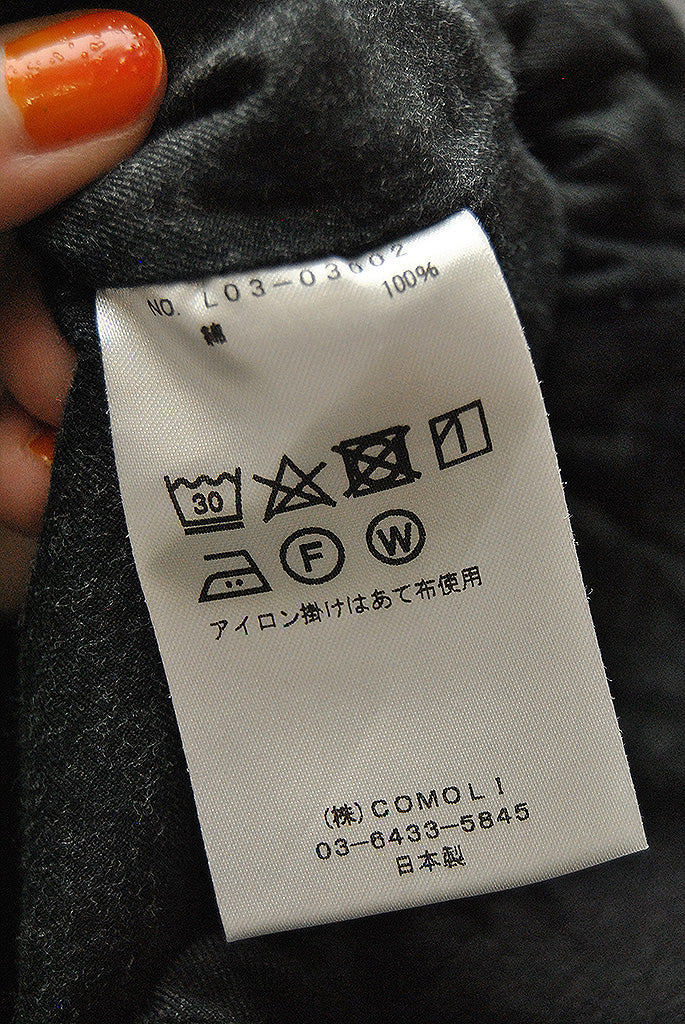 NO. L03-03002
綿 100%
30
F W
アイロン掛けはあて布使用
(株)COMOLI
03-6433-5845
日本製